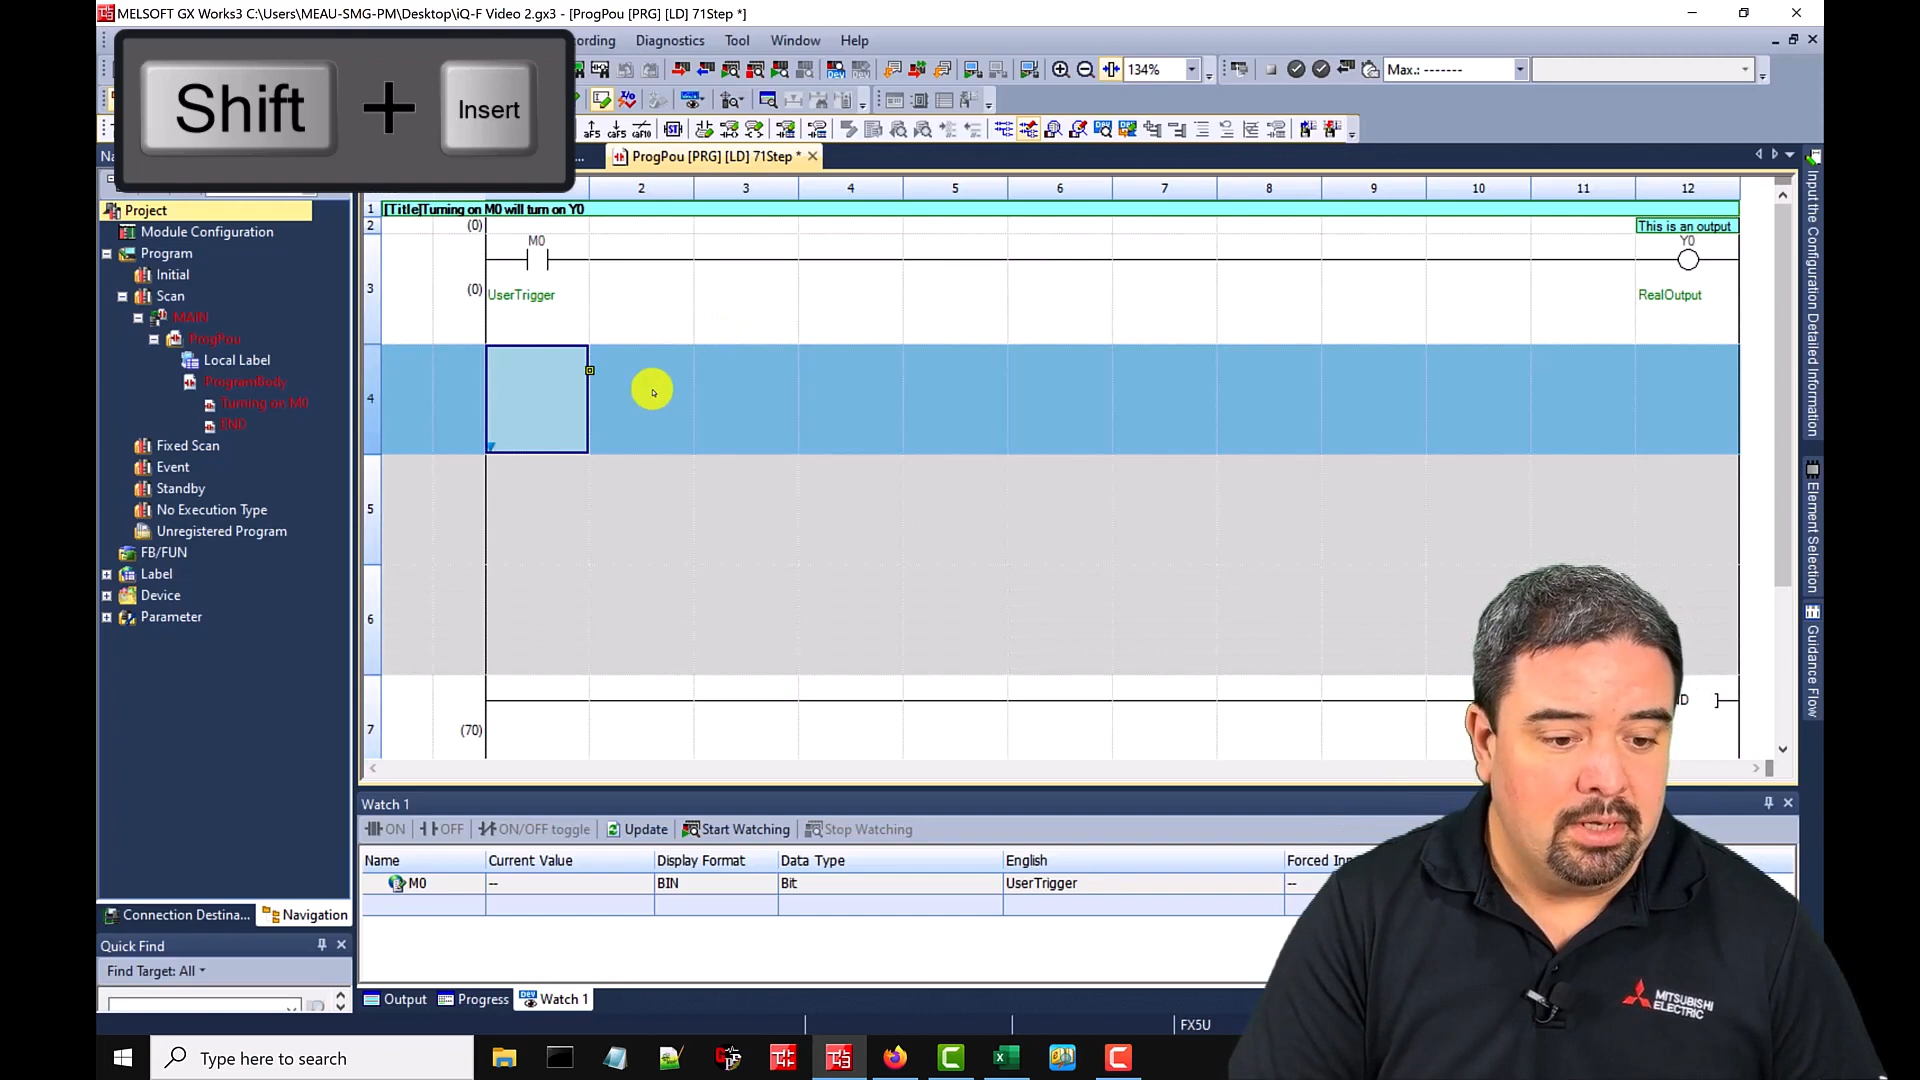 MELSOFT GX Works3 C:\Users\MEAU-SMG-PM\Desktop\iQ-F Video 2.gx3 - [ProgPou [PRG] [LD] 71Step *]
Diagnostics Tool Window Help
Shift + Insert
134%
Max.: -------
aF5 caF5 caF10
ProgPou [PRG] [LD] 71Step *
2 3 4 5 6 7 8 9 10 11 12
Project
Module Configuration
Program
Initial
Scan
MAIN
ProgPou
Local Label
ProgramBody
Turning on M0
END
Fixed Scan
Event
Standby
No Execution Type
Unregistered Program
FB/FUN
Label
Device
Parameter
1 [Title]Turning on M0 will turn on Y0
2 (0) This is an output
M0 Y0
3 (0) UserTrigger RealOutput
4
5
6
7 (70)
Input the Configuration Detailed Information
Element Selection
Guidance Flow
Watch 1
ON OFF ON/OFF toggle Update Start Watching Stop Watching
Name Current Value Display Format Data Type English
M0 -- BIN Bit UserTrigger --
Connection Destina... Navigation
Quick Find
Find Target: All
Output Progress Watch 1
FX5U
Type here to search
MITSUBISHI
ELECTRIC